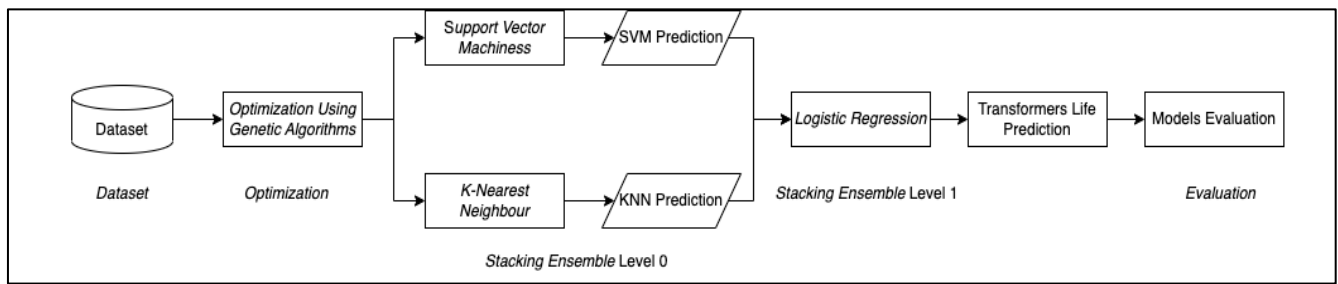 Dataset
Dataset
Optimization Using
Genetic Algorithms
Optimization
Support Vector
Machiness
SVM Prediction
K-Nearest
Neighbour
KNN Prediction
Stacking Ensemble Level 0
Logistic Regression
Stacking Ensemble Level 1
Transformers Life
Prediction
Models Evaluation
Evaluation